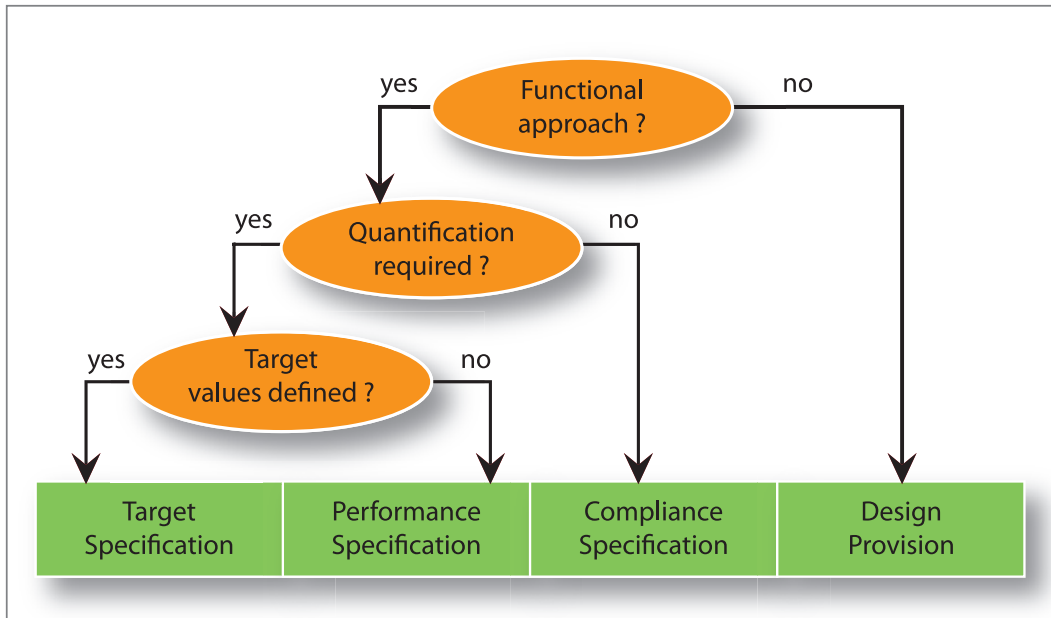 yes
Functional
approach ?
no
yes
Quantification
required ?
no
yes
Target
values defined ?
no
Target
Specification
Performance
Specification
Compliance
Specification
Design
Provision